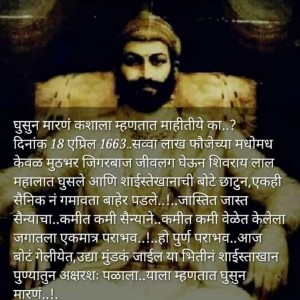 घुसुन मारणं कशाला म्हणतात माहीतीये का..?
दिनांक 18 एप्रिल 1663..सव्वा लाख फौजेच्या मधोमध
केवळ मुठभर जिगरबाज जीवलग घेऊन शिवराय लाल
महालात घुसले आणि शाईस्तेखानाची बोटे छाटुन,एकही
सैनिक नं गमावता बाहेर पडले..!..जास्तित जास्त
सैन्याचा..कमीत कमी सैन्याने..कमीत कमी वेळेत केलेला
जगातला एकमात्र पराभव..!..हो पुर्ण पराभव..आज
बोटं गेलीयेत,उद्या मुंडकं जाईल या भितीनं शाईस्ताखान
पुण्यातुन अक्षरशः पळाला..याला म्हणतात घुसुन
मारणं..!.